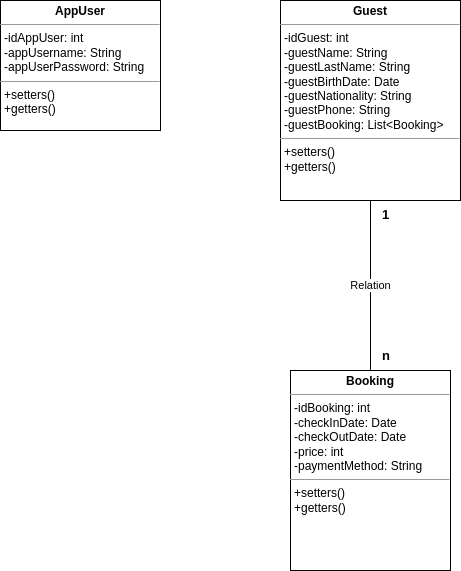 AppUser
-idAppUser: int
-appUsername: String
-appUserPassword: String
+setters()
+getters()
Guest
-idGuest: int
-guestName: String
-guestLastName: String
-guestBirthDate: Date
-guestNationality: String
-guestPhone: String
-guestBooking: List<Booking>
+setters()
+getters()
1
Relation
n
Booking
-idBooking: int
-checkInDate: Date
-checkOutDate: Date
-price: int
-paymentMethod: String
+setters()
+getters()